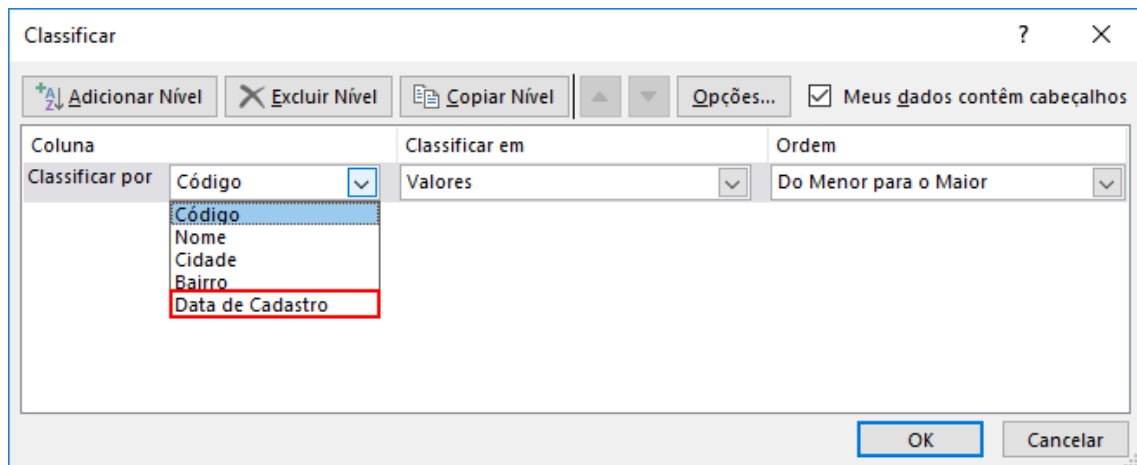 Classificar ?
Adicionar Nível Excluir Nível Copiar Nível Opções... Meus dados contêm cabeçalhos
Coluna Classificar em Ordem
Classificar por Código Valores Do Menor para o Maior
Código
Nome
Cidade
Bairro
Data de Cadastro
OK Cancelar